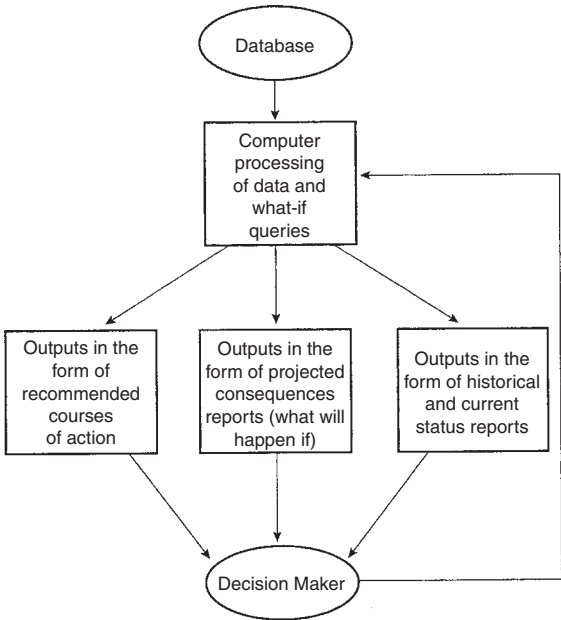 Database
Computer
processing
of data and
what-if
queries
Outputs in the
form of
recommended
courses
of action
Outputs in the
form of projected
consequences
reports (what will
happen if)
Outputs in the
form of historical
and current
status reports
Decision Maker